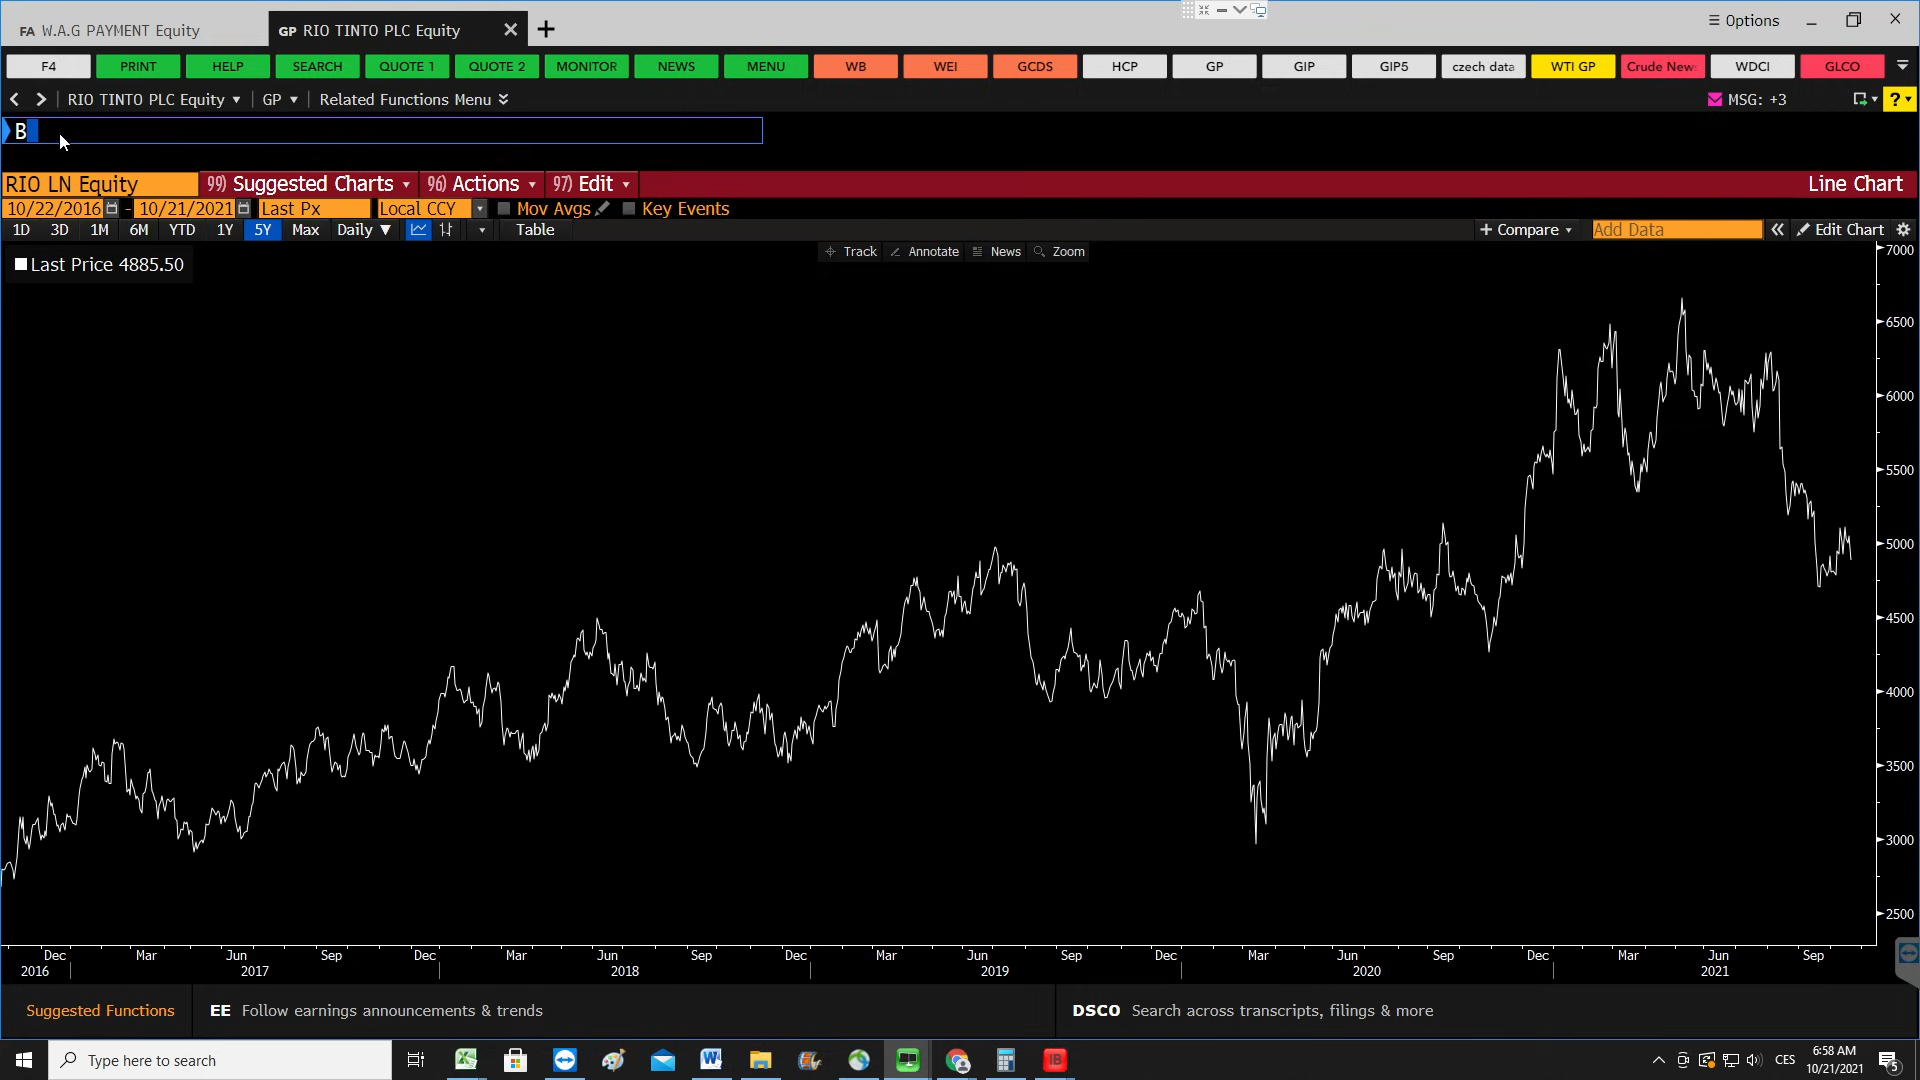 FA W.A.G PAYMENT Equity
GP RIO TINTO PLC Equity
Options
F4 PRINT HELP SEARCH QUOTE 1 QUOTE 2 MONITOR NEWS MENU WB WEI GCDS HCP GP GIP GIP5 czech data WTI GP Crude News WDCI GLCO
RIO TINTO PLC Equity GP Related Functions Menu MSG: +3 ?
B
RIO LN Equity 99) Suggested Charts 96) Actions 97) Edit Line Chart
10/22/2016 - 10/21/2021 Last Px Local CCY Mov Avgs Key Events
1D 3D 1M 6M YTD 1Y 5Y Max Daily Table + Compare Add Data Edit Chart
Track Annotate News Zoom
Last Price 4885.50
7000
6500
6000
5500
5000
4500
4000
3500
3000
2500
Dec Mar Jun Sep Dec Mar Jun Sep Dec Mar Jun Sep Dec Mar Jun Sep Dec Mar Jun Sep
2016 2017 2018 2019 2020 2021
Suggested Functions EE Follow earnings announcements & trends DSCO Search across transcripts, filings & more
Type here to search
IB
CES
6:58 AM
10/21/2021
5